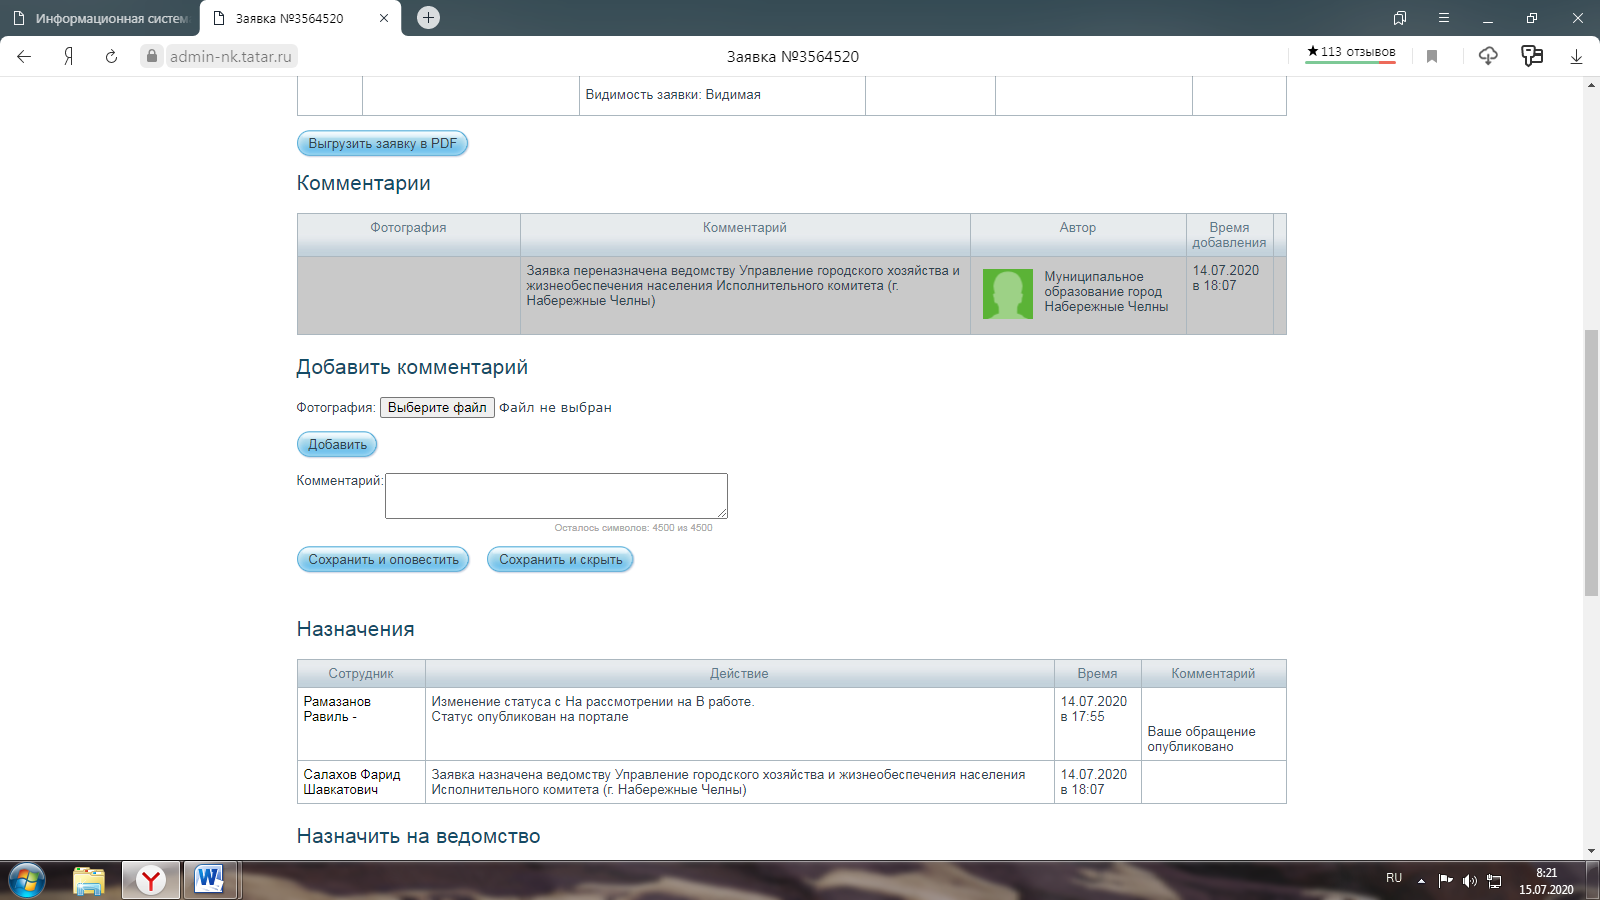 Информационная систем
Заявка №3564520
admin-nk.tatar.ru
Заявка №3564520
★113 отзывов
Видимость заявки: Видимая
Выгрузить заявку в PDF
Комментарии
Фотография
Комментарий
Автор
Время
добавления
Заявка переназначена ведомству Управление городского хозяйства и
жизнеобеспечения населения Исполнительного комитета (г.
Набережные Челны)
Муниципальное
образование город
Набережные Челны
14.07.2020
в 18:07
Добавить комментарий
Фотография: Выберите файл Файл не выбран
Добавить
Комментарий:
Осталось символов: 4500 из 4500
Сохранить и оповестить
Сохранить и скрыть
Назначения
Сотрудник
Действие
Время
Комментарий
Рамазанов
Равиль -
Изменение статуса с На рассмотрении на В работе.
Статус опубликован на портале
14.07.2020
в 17:55
Ваше обращение
опубликовано
Салахов Фарид
Шавкатович
Заявка назначена ведомству Управление городского хозяйства и жизнеобеспечения населения
Исполнительного комитета (г. Набережные Челны)
14.07.2020
в 18:07
Назначить на ведомство
RU
8:21
15.07.2020